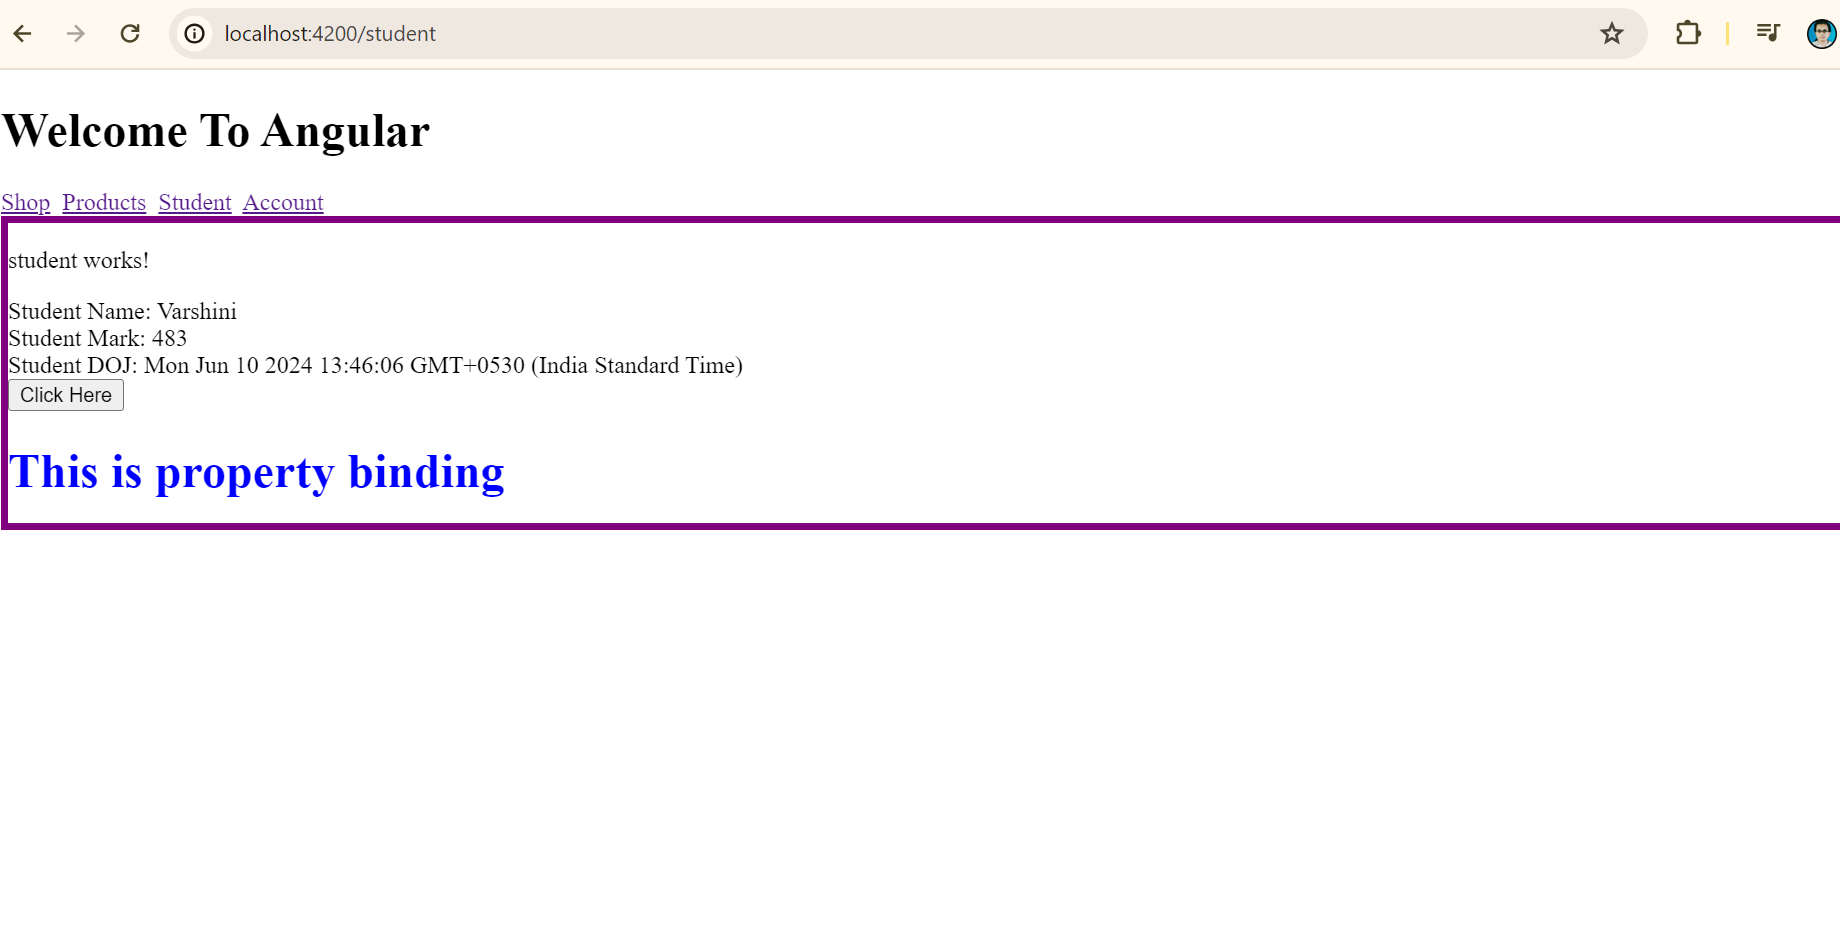 localhost:4200/student
Welcome To Angular
Shop Products Student Account
student works!
Student Name: Varshini
Student Mark: 483
Student DOJ: Mon Jun 10 2024 13:46:06 GMT+0530 (India Standard Time)
Click Here
This is property binding